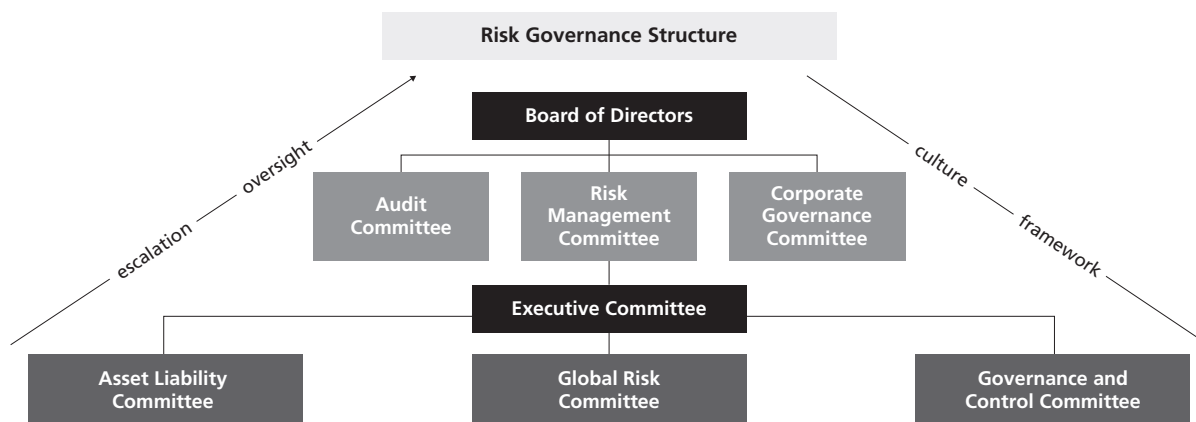 Risk Governance Structure
Board of Directors
oversight
escalation
culture
framework
Audit
Committee
Risk
Management
Committee
Corporate
Governance
Committee
Executive Committee
Asset Liability
Committee
Global Risk
Committee
Governance and
Control Committee